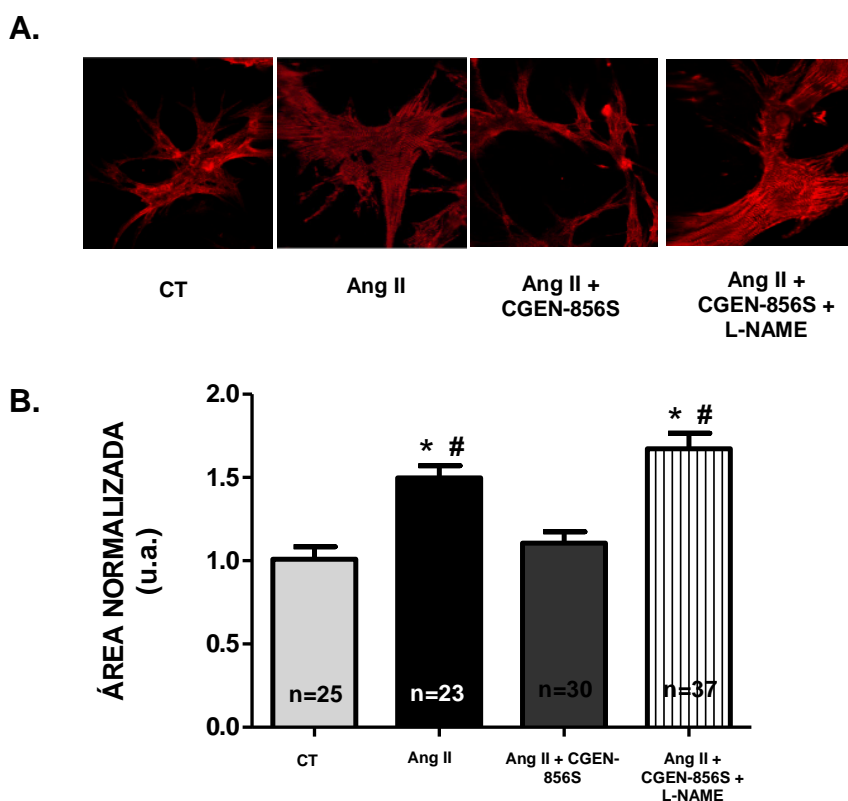 A.
CT
Ang II
Ang II +
CGEN-856S
Ang II +
CGEN-856S +
L-NAME
B.
ÁREA NORMALIZADA
(u.a.)
2.0
1.5
1.0
0.5
0.0
* #
* #
n=25
n=23
n=30
n=37
CT
Ang II
Ang II + CGEN-
856S
Ang II +
CGEN-856S +
L-NAME